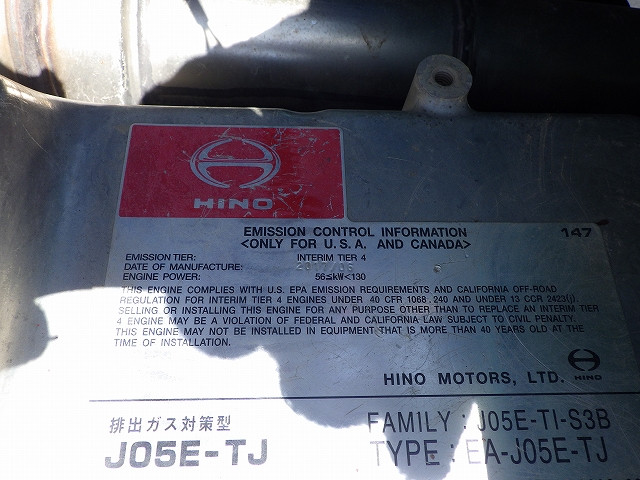 HINO
EMISSION CONTROL INFORMATION 147
<ONLY FOR U.S.A. AND CANADA>
EMISSION TIER: INTERIM TIER 4
DATE OF MANUFACTURE:
ENGINE POWER: 56≤kW<130
THIS ENGINE COMPLIES WITH U.S. EPA EMISSION REQUIREMENTS AND CALIFORNIA OFF-ROAD
REGULATION FOR INTERIM TIER 4 ENGINES UNDER 40 CFR 1068.240 AND UNDER 13 CCR 2423(j).
SELLING OR INSTALLING THIS ENGINE FOR ANY PURPOSE OTHER THAN TO REPLACE AN INTERIM TIER
4 ENGINE MAY BE A VIOLATION OF FEDERAL AND CALIFORNIA LAW SUBJECT TO CIVIL PENALTY.
THIS ENGINE MAY NOT BE INSTALLED IN EQUIPMENT THAT IS MORE THAN 40 YEARS OLD AT THE
TIME OF INSTALLATION.
HINO MOTORS, LTD. HINO
排出ガス対策型 FAMILY : J05E-TI-S3B
J05E-TJ TYPE : EA-J05E-TJ